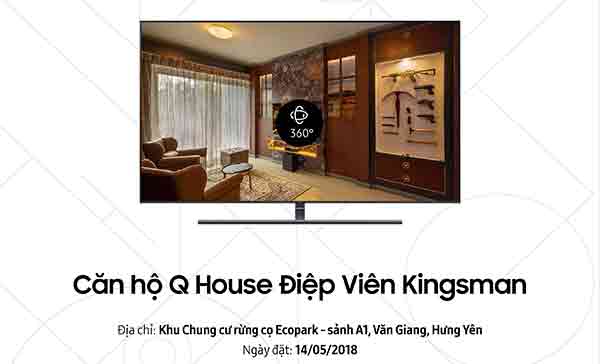 360°
Căn hộ Q House Điệp Viên Kingsman
Địa chỉ: Khu Chung cư rừng cọ Ecopark - sảnh A1, Văn Giang, Hưng Yên
Ngày đặt: 14/05/2018